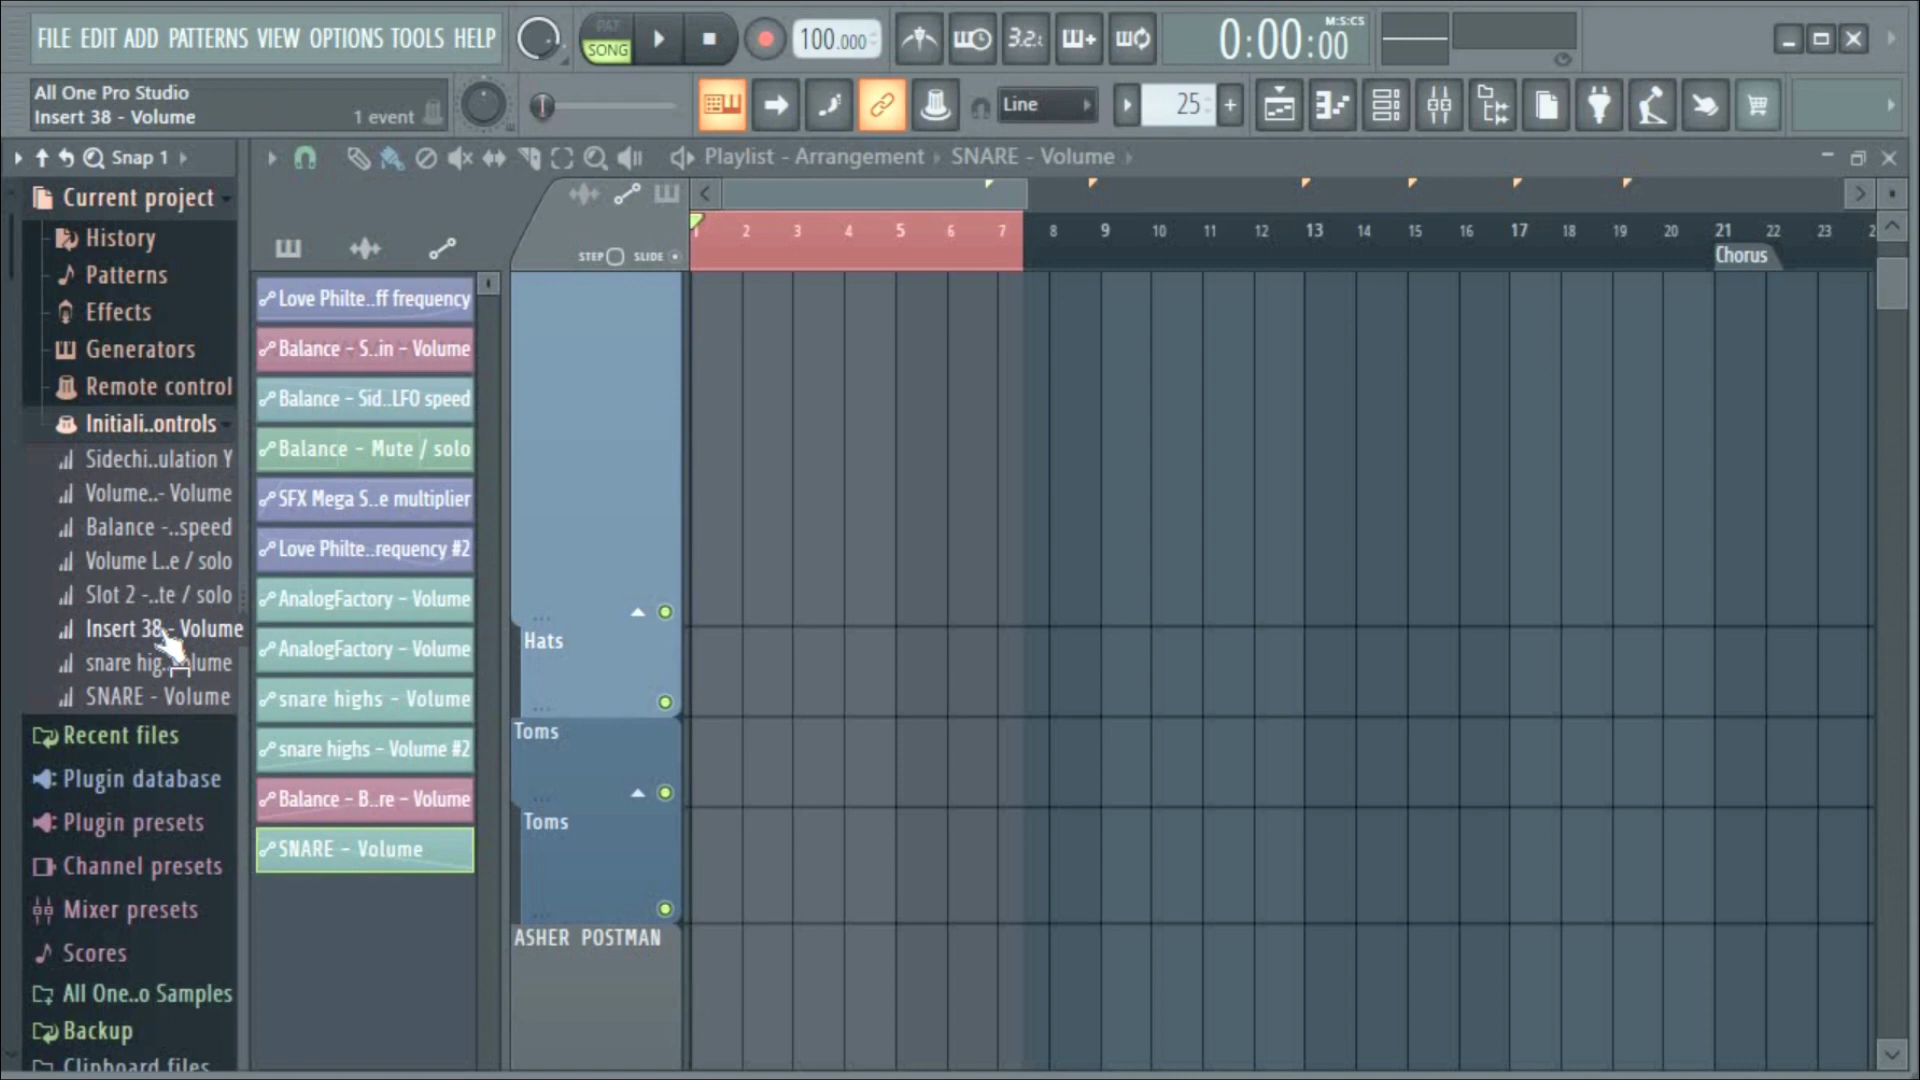 FILE EDIT ADD PATTERNS VIEW OPTIONS TOOLS HELP
PAT
SONG
100.000
3.2.
M:S:CS
0:00:00
All One Pro Studio
Insert 38 - Volume
1 event
Line
25
Snap 1
Playlist - Arrangement
SNARE - Volume
Current project
History
Patterns
Effects
Generators
Remote control
Initiali..ontrols
Sidechi..ulation Y
Volume..- Volume
Balance -..speed
Volume L..e / solo
Slot 2 -..te / solo
Insert 38 - Volume
snare hig..
SNARE - Volume
Recent files
Plugin database
Plugin presets
Channel presets
Mixer presets
Scores
All One..o Samples
Backup
Clipboard files
Love Philte..ff frequency
Balance - S..in - Volume
Balance - Sid..LFO speed
Balance - Mute / solo
SFX Mega S..e multiplier
Love Philte..requency #2
AnalogFactory - Volume
AnalogFactory - Volume
snare highs - Volume
snare highs - Volume #2
Balance - B..re - Volume
SNARE - Volume
STEP SLIDE
1 2 3 4 5 6 7 8 9 10 11 12 13 14 15 16 17 18 19 20 21 22 23 2
Chorus
Hats
Toms
Toms
ASHER POSTMAN